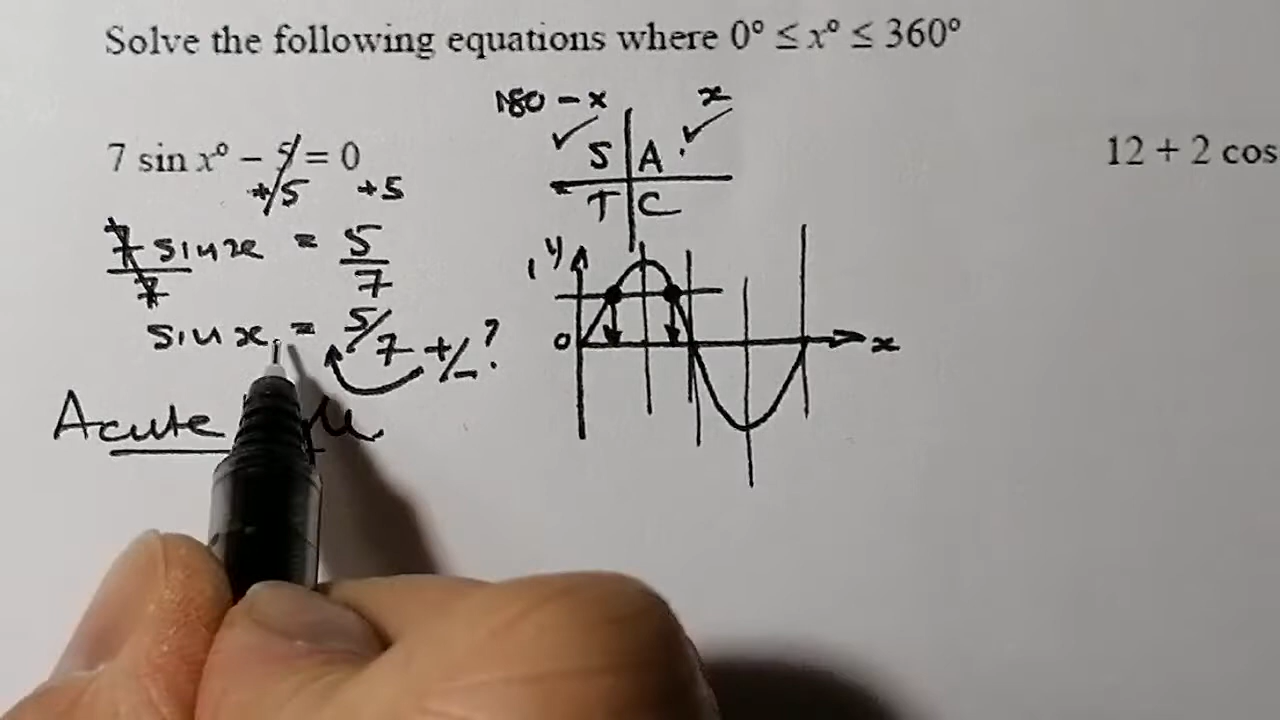 Solve the following equations where 0° ≤ x° ≤ 360°
7 sin x° – 5 = 0
+5 +5
7 sin x = 5
7 7
sin x = 5/7 +/– ?
Acute
180 – x x
S A
T C
y
1
0
x
12 + 2 cos